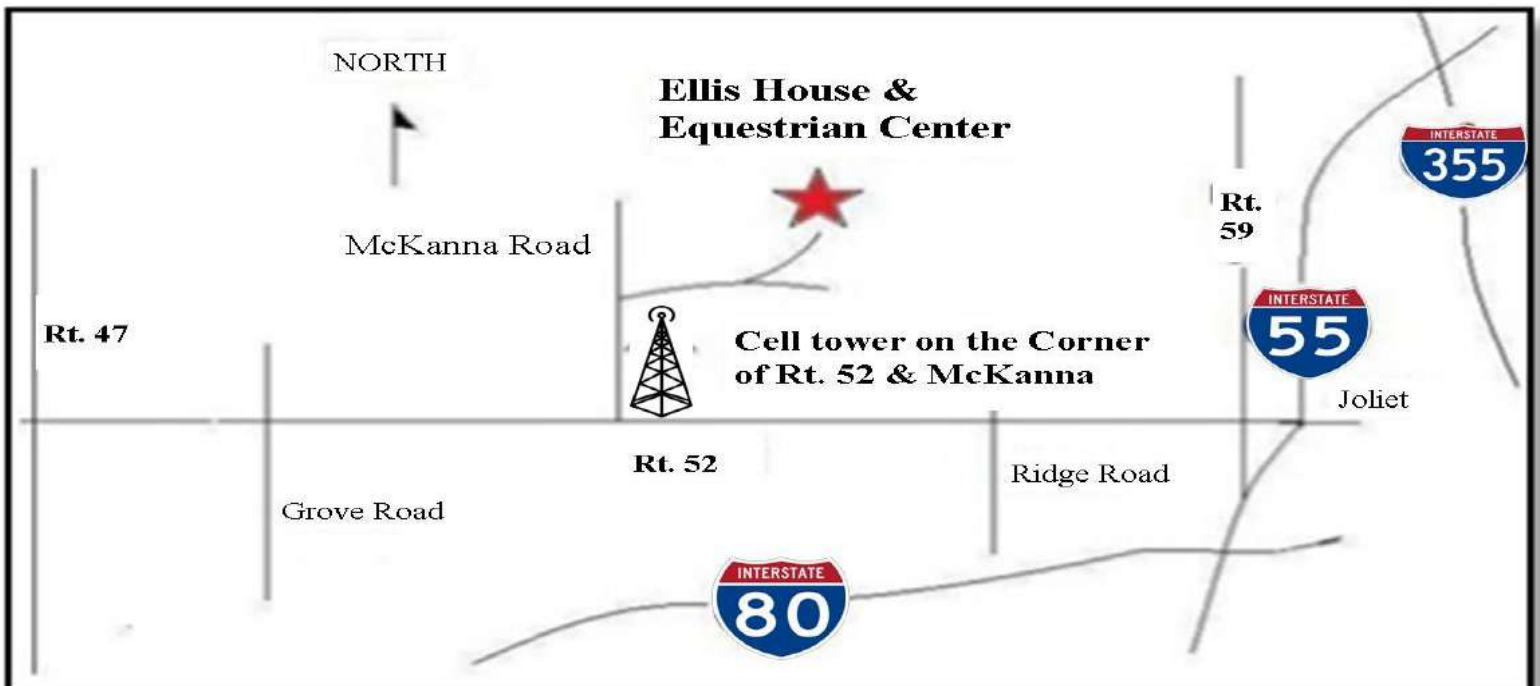 NORTH
Ellis House &
Equestrian Center
INTERSTATE
355
Rt.
59
McKanna Road
INTERSTATE
55
Rt. 47
Cell tower on the Corner
of Rt. 52 & McKanna
Joliet
Rt. 52
Ridge Road
Grove Road
INTERSTATE
80